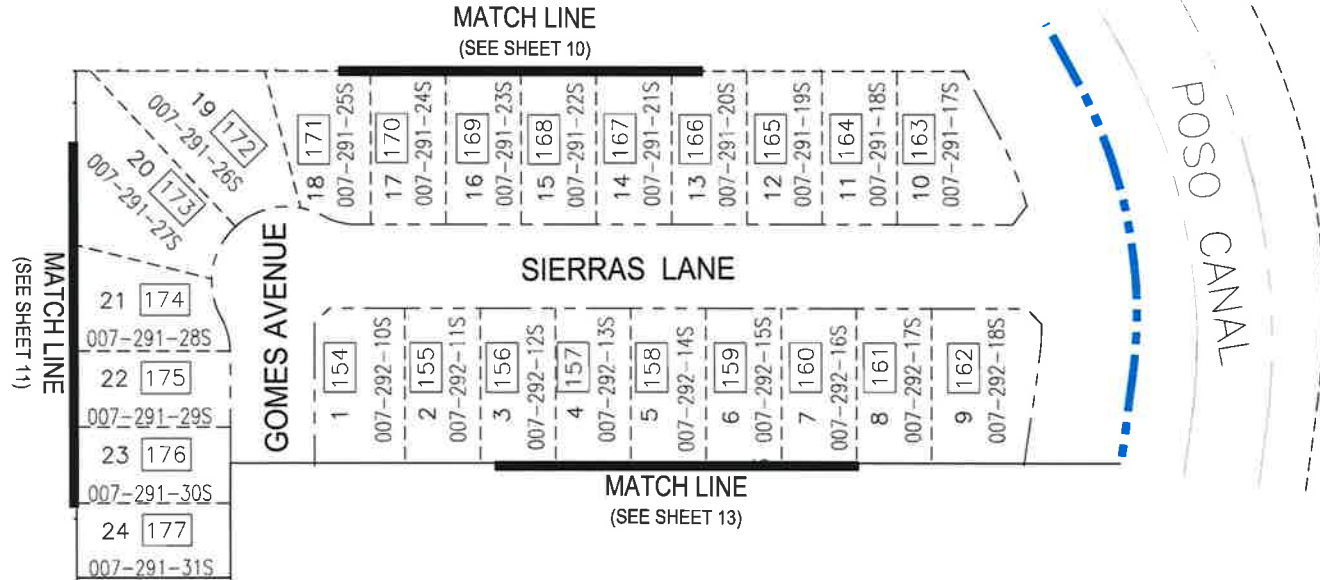 MATCH LINE
(SEE SHEET 10)
19 172
007-291-26S
20 173
007-291-27S
18 171
007-291-25S
17 170
007-291-24S
16 169
007-291-23S
15 168
007-291-22S
14 167
007-291-21S
13 166
007-291-20S
12 165
007-291-19S
11 164
007-291-18S
10 163
007-291-17S
POSO CANAL
MATCH LINE
(SEE SHEET 11)
21 174
007-291-28S
22 175
007-291-29S
23 176
007-291-30S
24 177
007-291-31S
GOMES AVENUE
SIERRAS LANE
1 154
007-292-10S
2 155
007-292-11S
3 156
007-292-12S
4 157
007-292-13S
5 158
007-292-14S
6 159
007-292-15S
7 160
007-292-16S
8 161
007-292-17S
9 162
007-292-18S
MATCH LINE
(SEE SHEET 13)